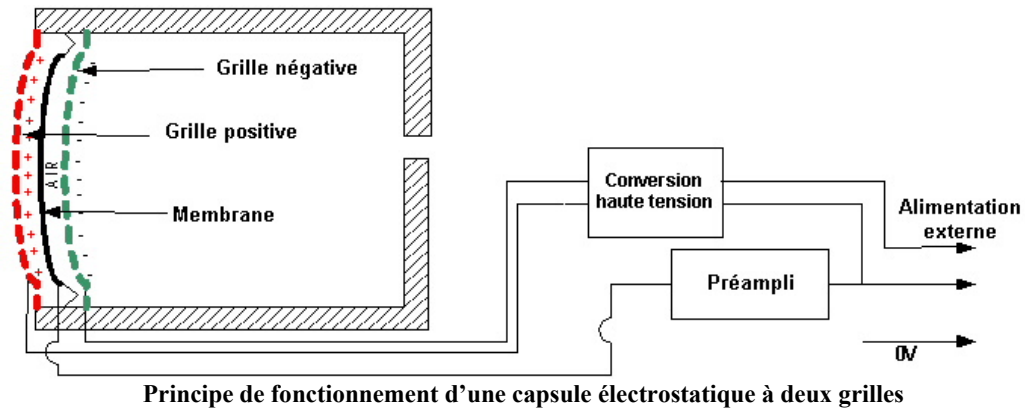 Grille négative
Grille positive
AIR
Membrane
Conversion
haute tension
Alimentation
externe
Préampli
0V
Principe de fonctionnement d’une capsule électrostatique à deux grilles